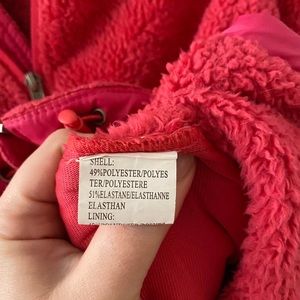 SHELL:
49%POLYESTER/POLYES
TER/POLYESTERE
51%ELASTANE/ELASTHANNE
ELASTHAN
LINING: